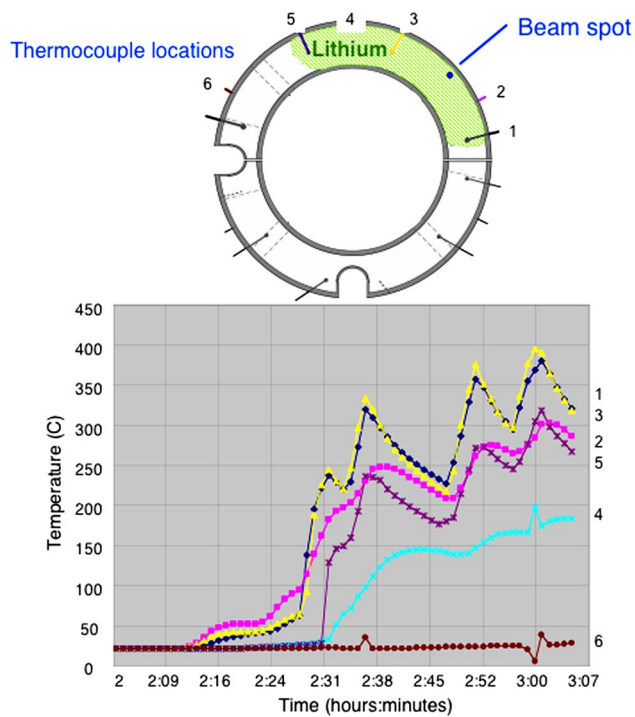 5 4 3
Beam spot
Thermocouple locations
Lithium
6
2
1
450
400
350
300
250
200
150
100
50
0
Temperature (C)
1
3
2
5
4
6
2 2:09 2:16 2:24 2:31 2:38 2:45 2:52 3:00 3:07
Time (hours:minutes)